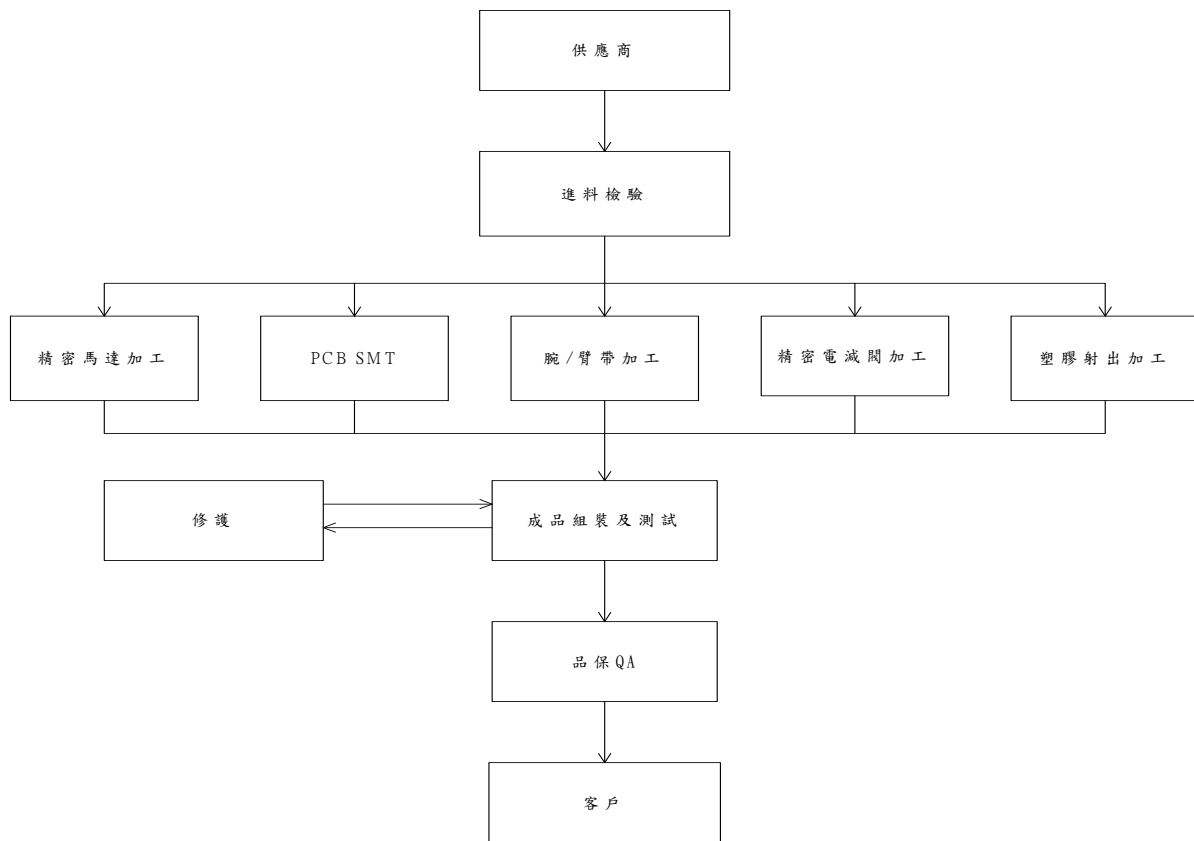 供應商
進料檢驗
精密馬達加工
PCB SMT
腕/臂帶加工
精密電減閥加工
塑膠射出加工
修護
成品組裝及測試
品保QA
客戶